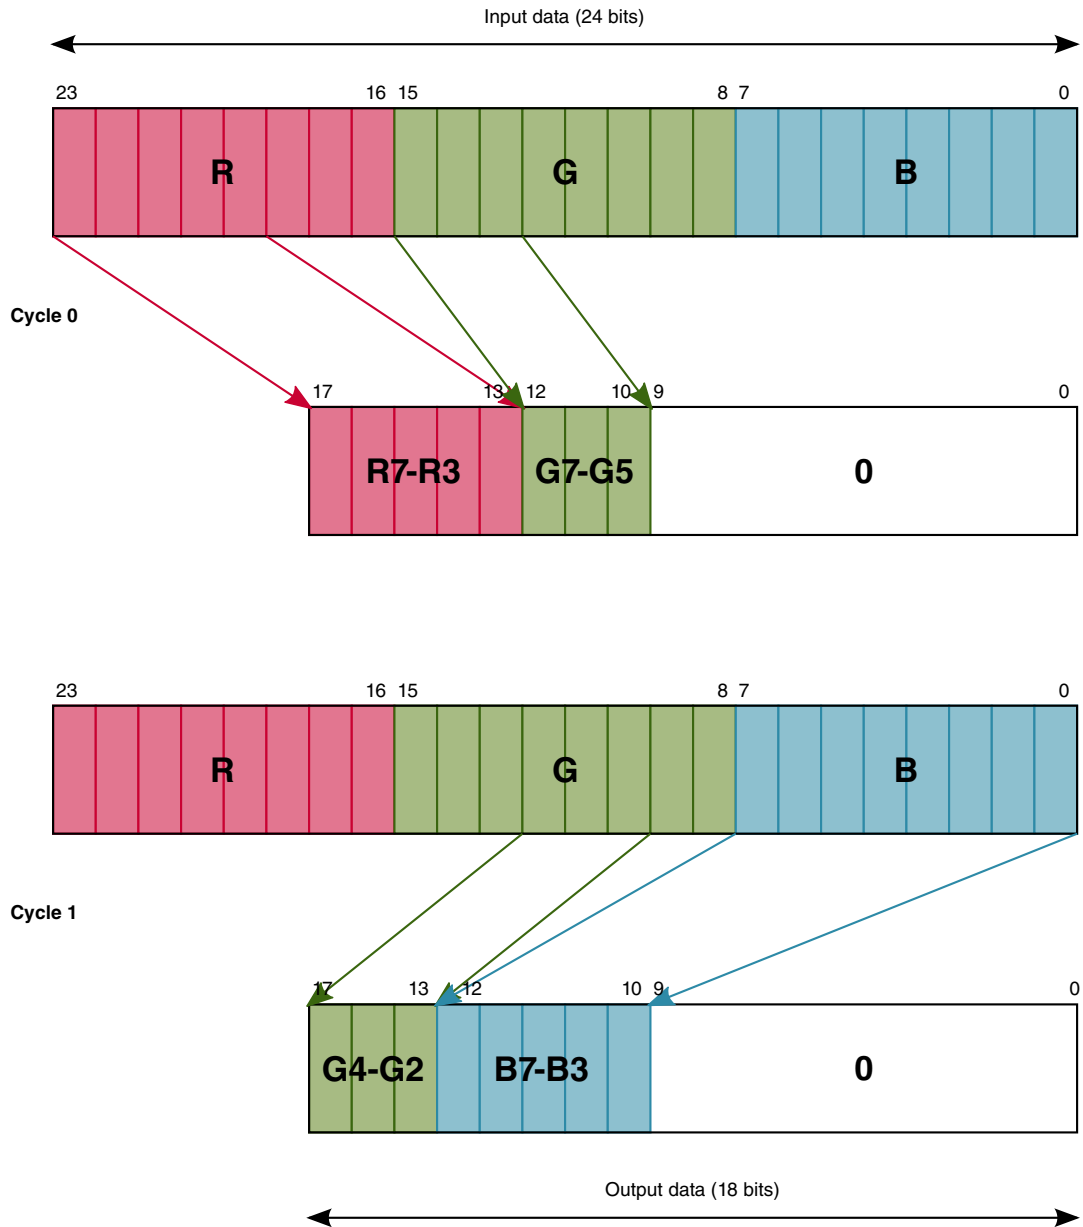 Input data (24 bits)
23 16 15 8 7 0
R G B
Cycle 0
17 13 12 10 9 0
R7-R3 G7-G5 0
23 16 15 8 7 0
R G B
Cycle 1
17 13 12 10 9 0
G4-G2 B7-B3 0
Output data (18 bits)